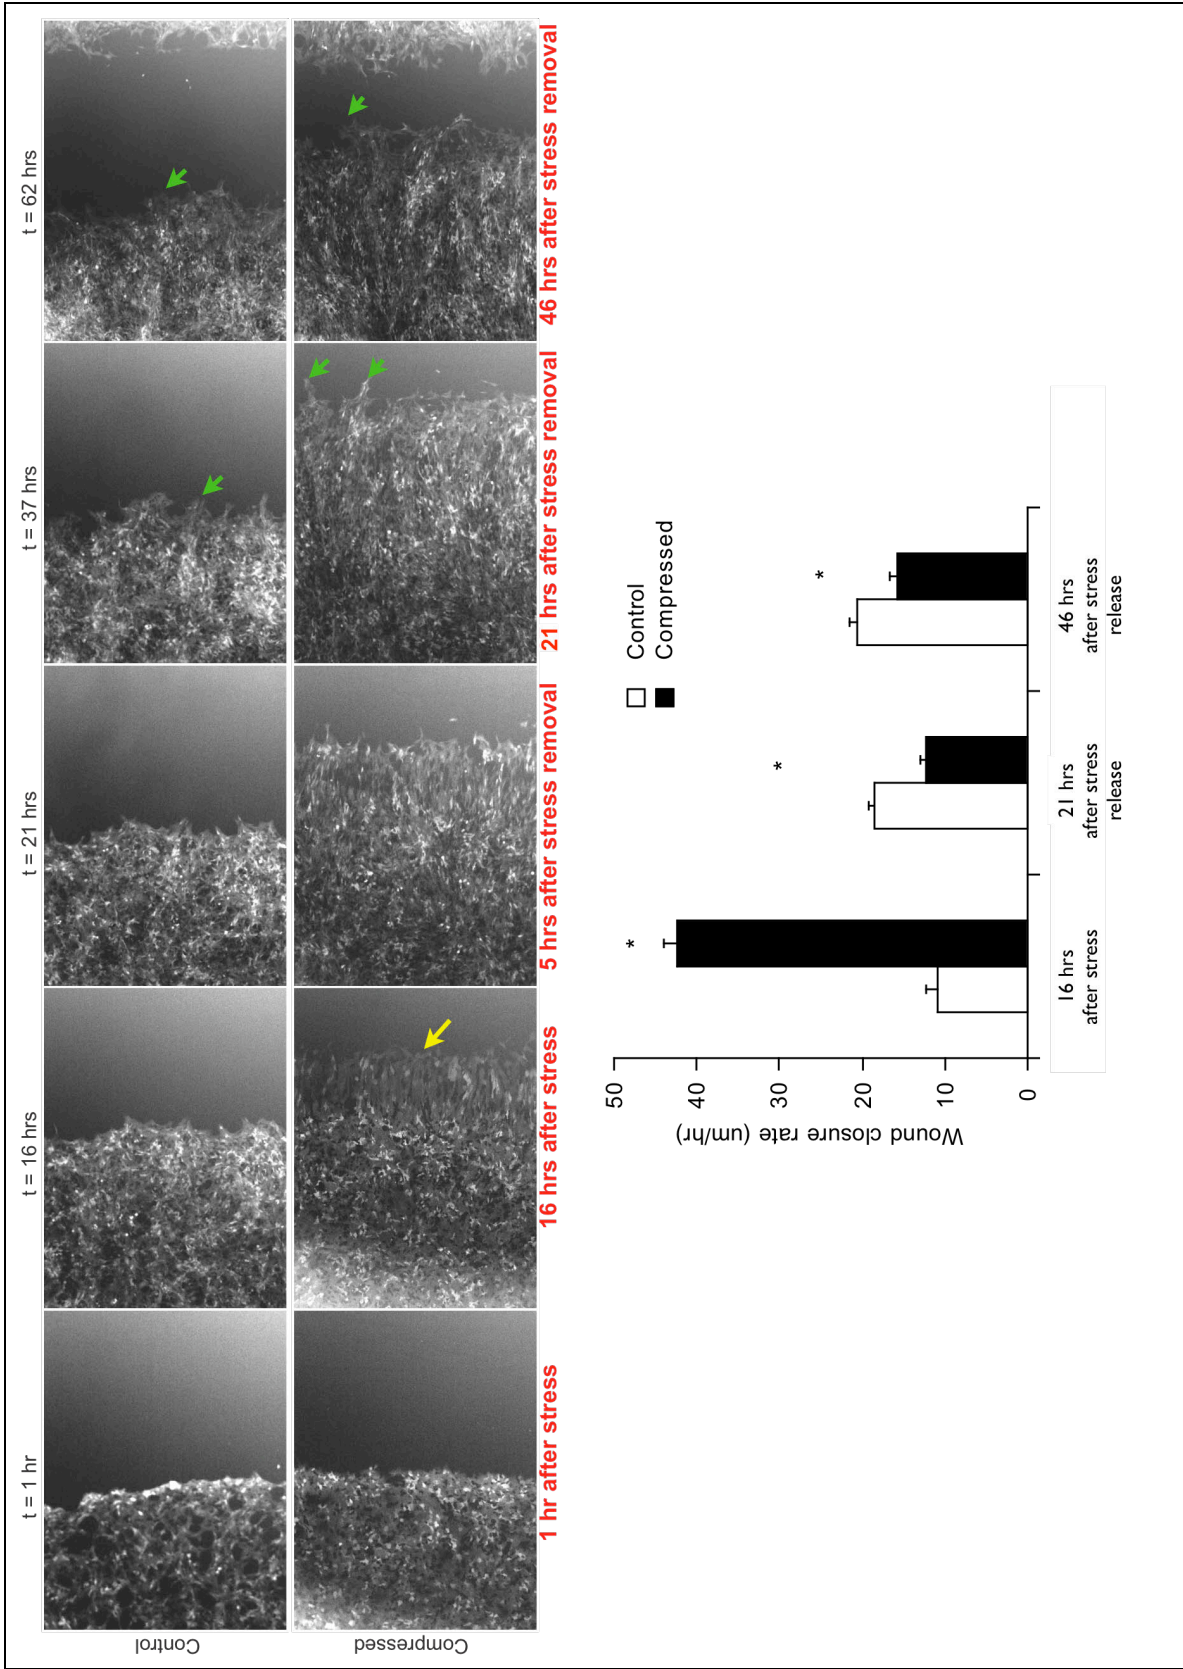 t = 1 hr
t = 16 hrs
t = 21 hrs
t = 37 hrs
t = 62 hrs
Control
Compressed
1 hr after stress
16 hrs after stress
5 hrs after stress removal
21 hrs after stress removal
46 hrs after stress removal
Control
Compressed
Wound closure rate (um/hr)
50
40
30
20
10
0
*
*
*
16 hrs
after stress
21 hrs
after stress
release
46 hrs
after stress
release